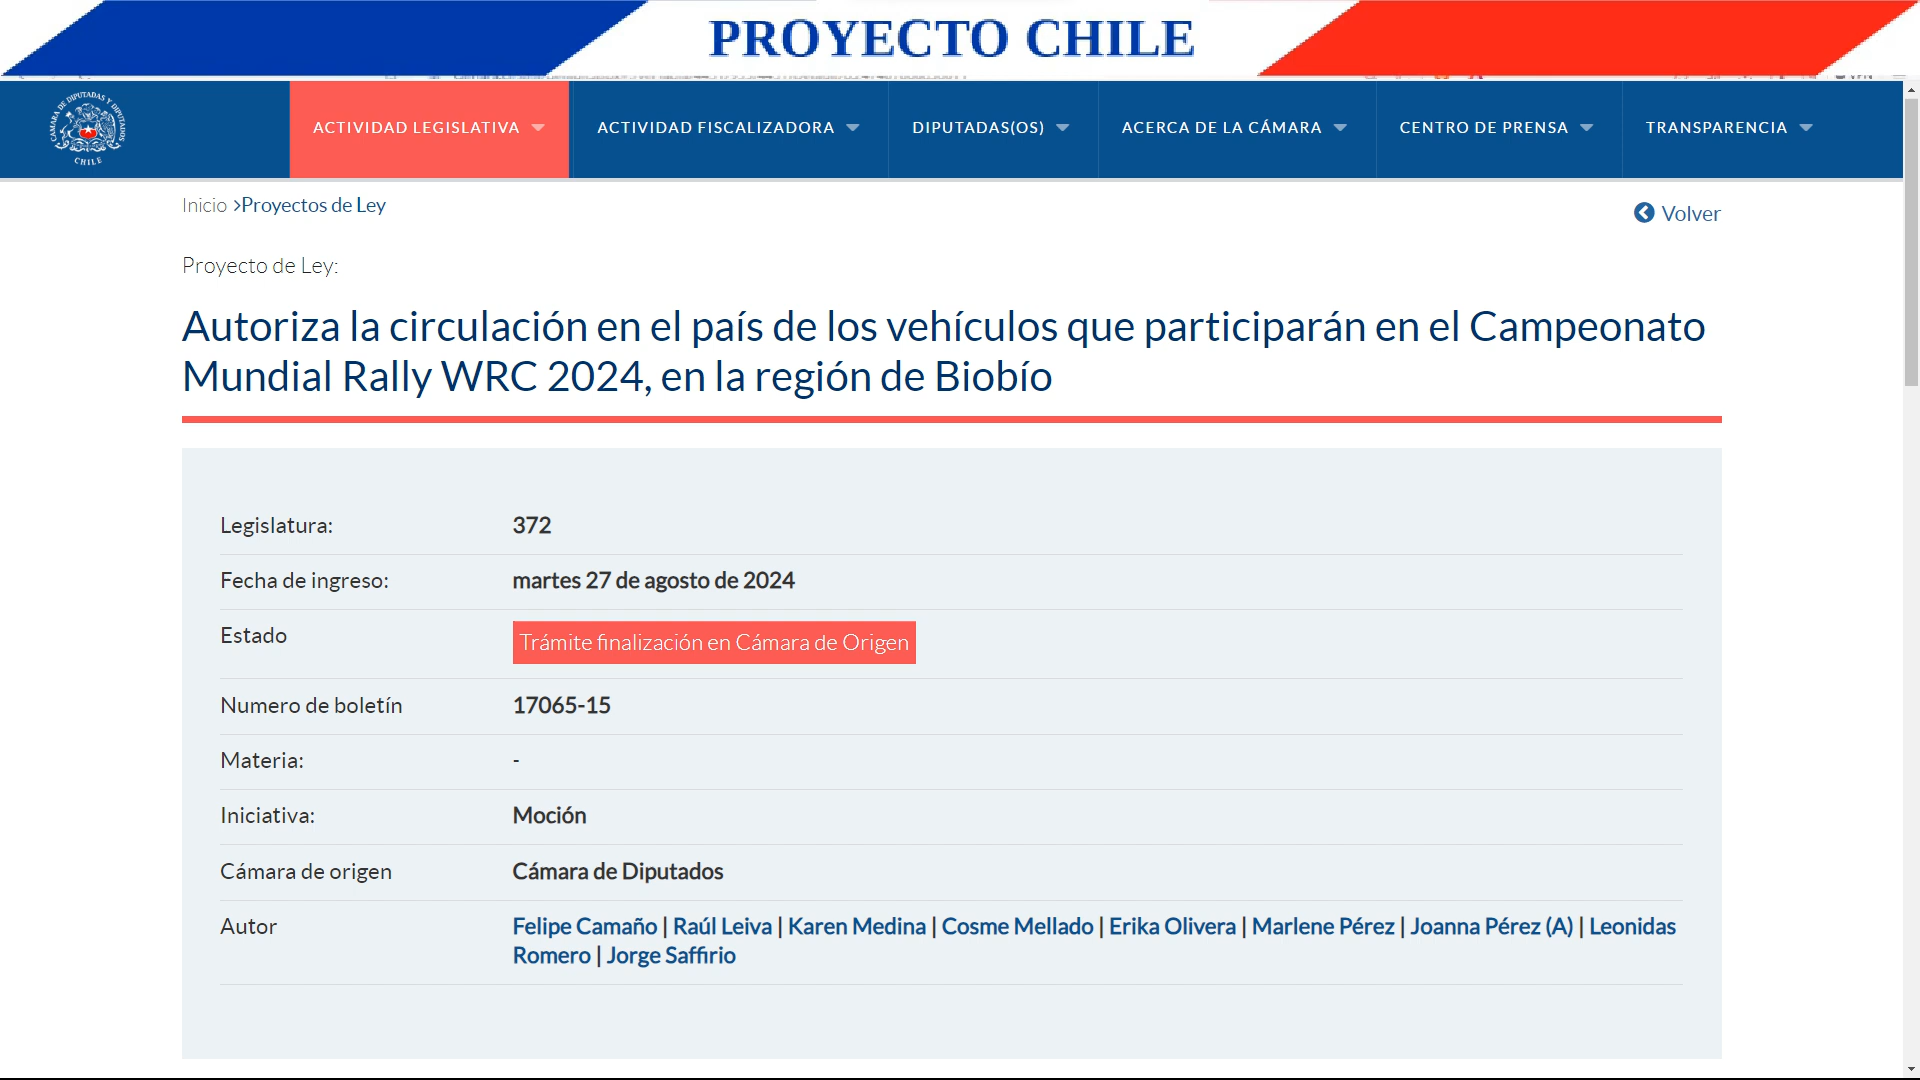 PROYECTO CHILE
CÁMARA DE DIPUTADAS Y DIPUTADOS
CHILE
ACTIVIDAD LEGISLATIVA
ACTIVIDAD FISCALIZADORA
DIPUTADAS(OS)
ACERCA DE LA CÁMARA
CENTRO DE PRENSA
TRANSPARENCIA
Inicio >Proyectos de Ley
Volver
Proyecto de Ley:
Autoriza la circulación en el país de los vehículos que participarán en el Campeonato
Mundial Rally WRC 2024, en la región de Biobío
Legislatura: 372
Fecha de ingreso: martes 27 de agosto de 2024
Estado Trámite finalización en Cámara de Origen
Numero de boletín 17065-15
Materia: -
Iniciativa: Moción
Cámara de origen Cámara de Diputados
Autor Felipe Camaño | Raúl Leiva | Karen Medina | Cosme Mellado | Erika Olivera | Marlene Pérez | Joanna Pérez (A) | Leonidas
Romero | Jorge Saffirio